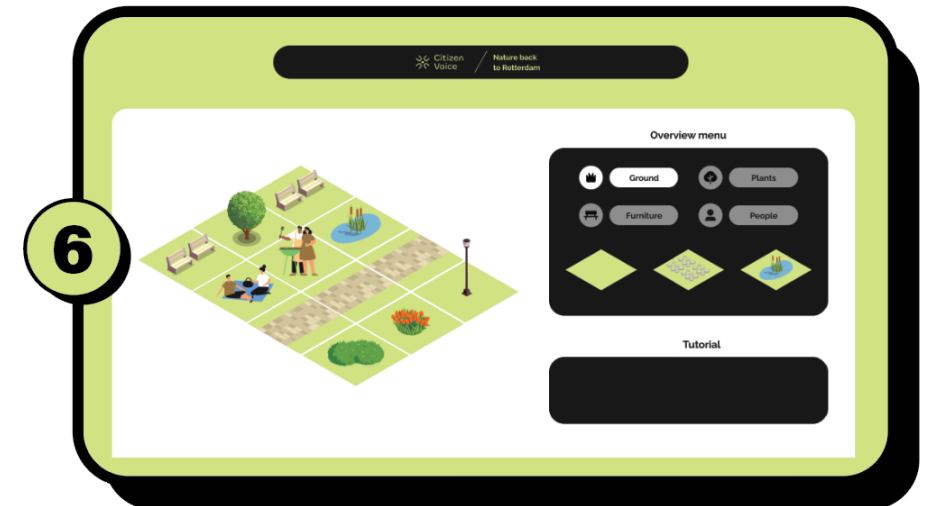 Citizen
Voice
Nature back
to Rotterdam
6
Overview menu
Ground
Plants
Furniture
People
Tutorial